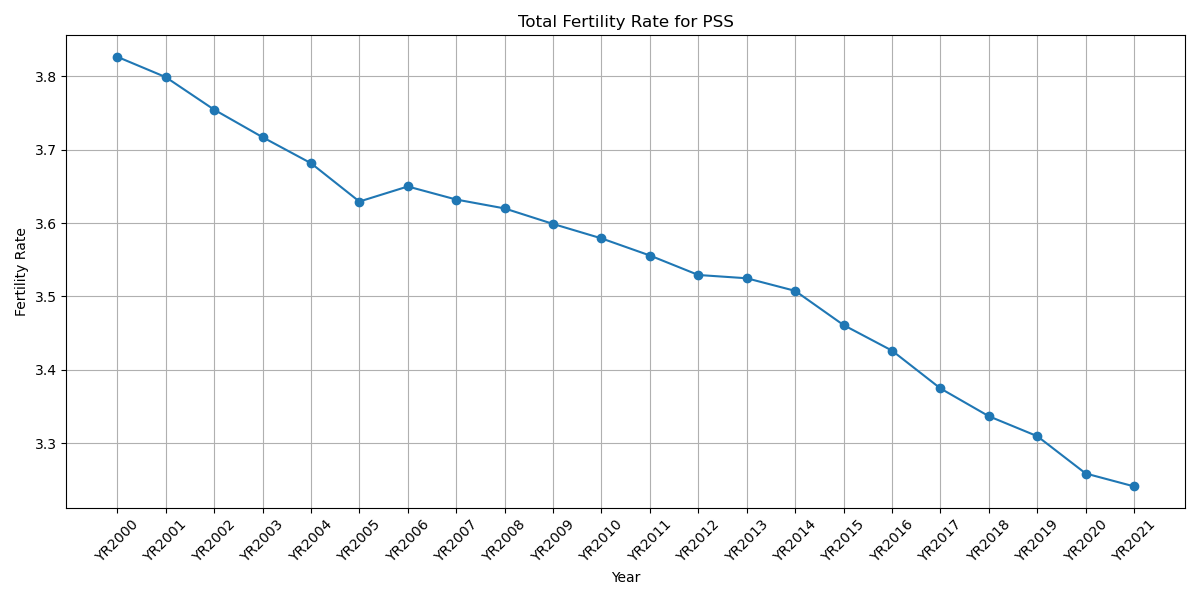 Total Fertility Rate for PSS
Fertility Rate
3.8
3.7
3.6
3.5
3.4
3.3
YR2000
YR2001
YR2002
YR2003
YR2004
YR2005
YR2006
YR2007
YR2008
YR2009
YR2010
YR2011
YR2012
YR2013
YR2014
YR2015
YR2016
YR2017
YR2018
YR2019
YR2020
YR2021
Year